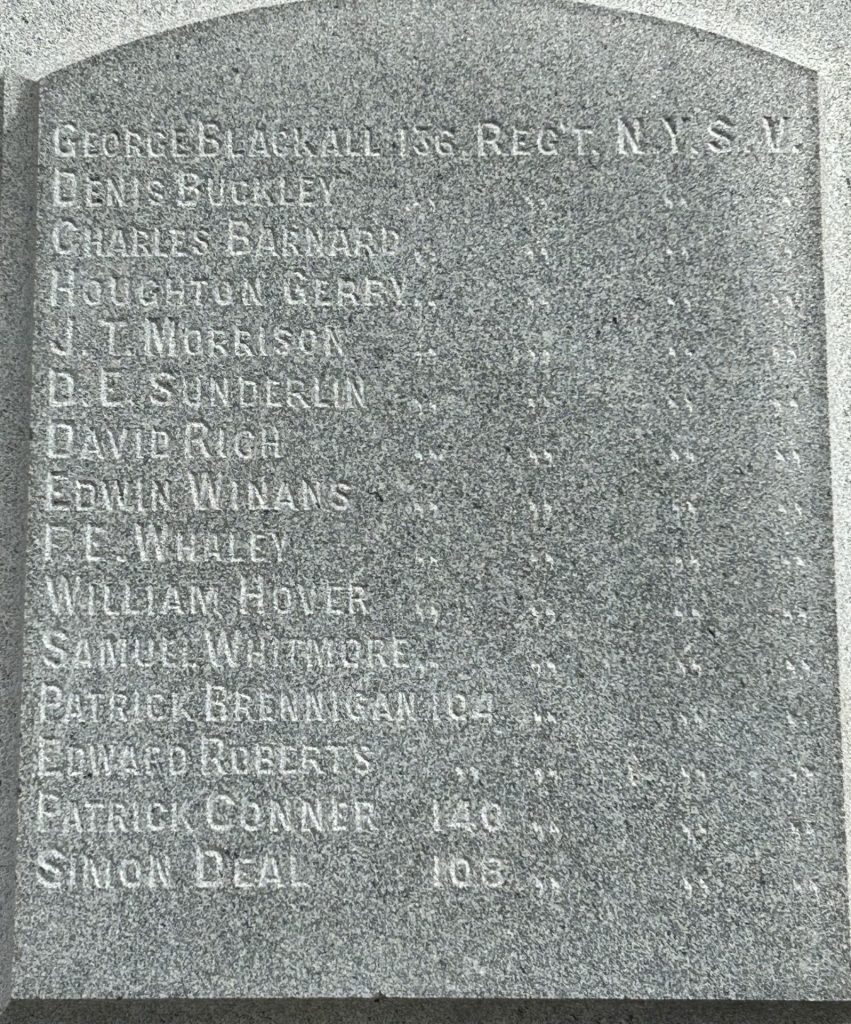 GEORGE BLACKALL 136. REG'T. N.Y.S.V.
DENIS BUCKLEY ,, ,, ,, ,,
CHARLES BARNARD ,, ,, ,, ,,
HOUGHTON GERRY ,, ,, ,, ,,
J. T. MORRISON ,, ,, ,, ,,
D. E. SUNDERLIN ,, ,, ,, ,,
DAVID RICH ,, ,, ,, ,,
EDWIN WINANS ,, ,, ,, ,,
F. E. WHALEY ,, ,, ,, ,,
WILLIAM HOVER ,, ,, ,, ,,
SAMUEL WHITMORE ,, ,, ,, ,,
PATRICK BRENNIGAN 104 ,, ,, ,,
EDWARD ROBERTS ,, ,, ,, ,,
PATRICK CONNER 140 ,, ,, ,,
SIMON DEAL 108 ,, ,, ,,